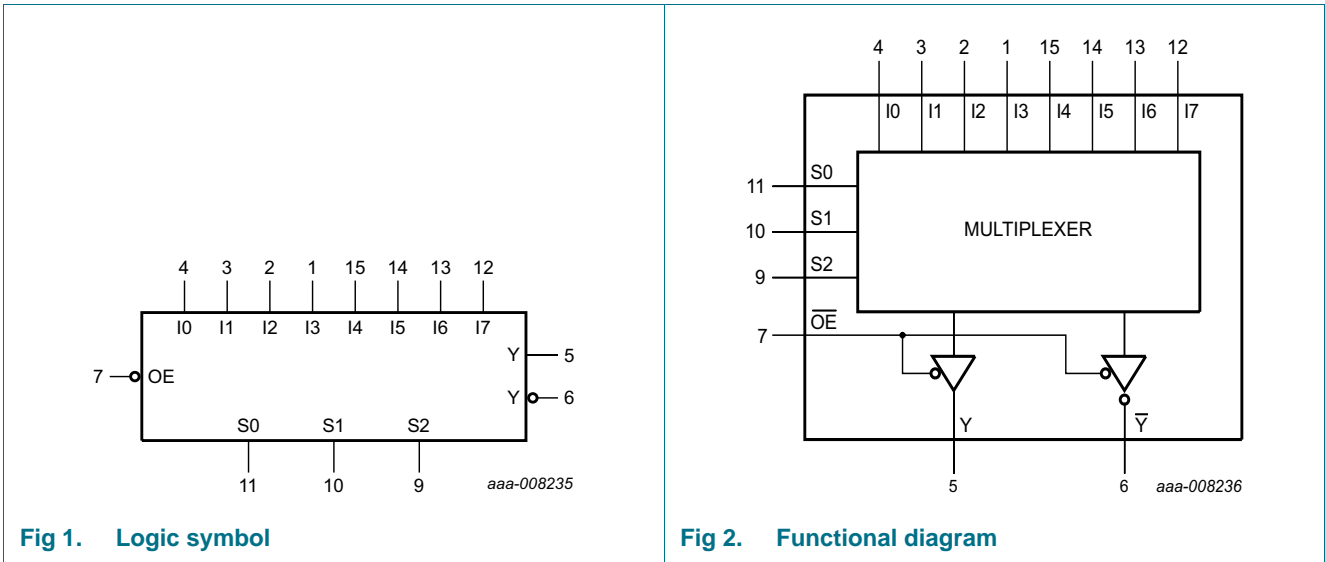 4 3 2 1 15 14 13 12
I0 I1 I2 I3 I4 I5 I6 I7
7 OE
Y 5
Y 6
S0 S1 S2
11 10 9
aaa-008235
Fig 1. Logic symbol
4 3 2 1 15 14 13 12
I0 I1 I2 I3 I4 I5 I6 I7
11 S0
10 S1
MULTIPLEXER
9 S2
7 O̅E̅
Y Y̅
5 6
aaa-008236
Fig 2. Functional diagram